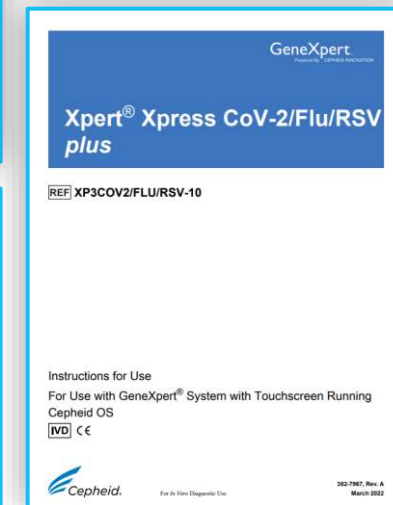 GeneXpert
Powered By CEPHEID INNOVATION
Xpert® Xpress CoV-2/Flu/RSV
plus
REF XP3COV2/FLU/RSV-10
Instructions for Use
For Use with GeneXpert® System with Touchscreen Running
Cepheid OS
IVD CE
Cepheid.
For In Vitro Diagnostic Use
302-7967, Rev. A
March 2022